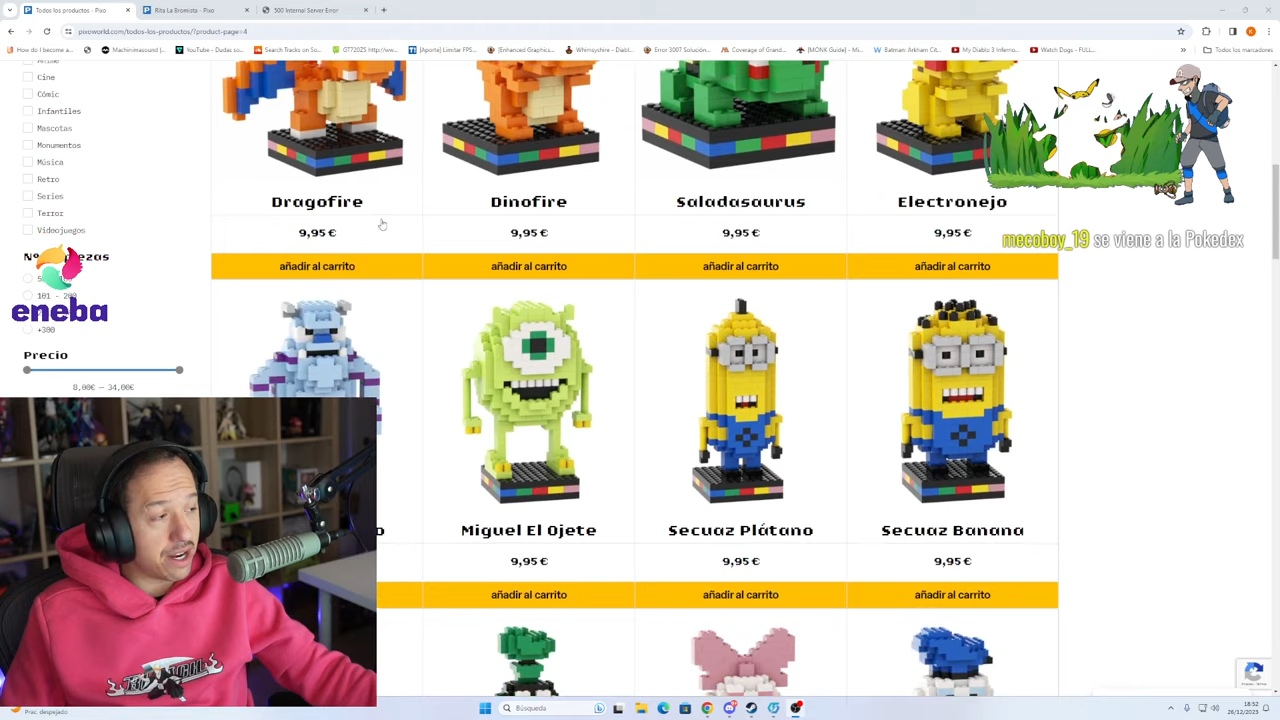 Todos los productos - Pixo
Rita La Bromista - Pixo
500 Internal Server Error
pixoworld.com/todos-los-productos/?product-page=4
How do I become a...
Machinimasound |...
YouTube - Dudas so...
Search Tracks on So...
GT720ZS http://ww...
[Aporte] Limitar FPS...
[Enhanced Graphics...
Whimsyshire - Diabl...
Error 3007 Solución...
Coverage of Grand...
[MONK Guide] - Mi...
Batman: Arkham Cit...
My Diablo 3 Inferno...
Watch Dogs - FULL...
»
Todos los marcadores
Anime
Cine
Cómic
Infantiles
Mascotas
Monumentos
Música
Retro
Series
Terror
Videojuegos
eneba
101 - 200
+300
Precio
8,00€ — 34,00€
Dragofire
Dinofire
Saladasaurus
Electronejo
9,95 €
9,95 €
9,95 €
9,95 €
añadir al carrito
añadir al carrito
añadir al carrito
añadir al carrito
mecoboy_19 se viene a la Pokedex
Miguel El Ojete
Secuaz Plátano
Secuaz Banana
9,95 €
9,95 €
9,95 €
añadir al carrito
añadir al carrito
añadir al carrito
Prac. despejado
Búsqueda
18:52
26/12/2023